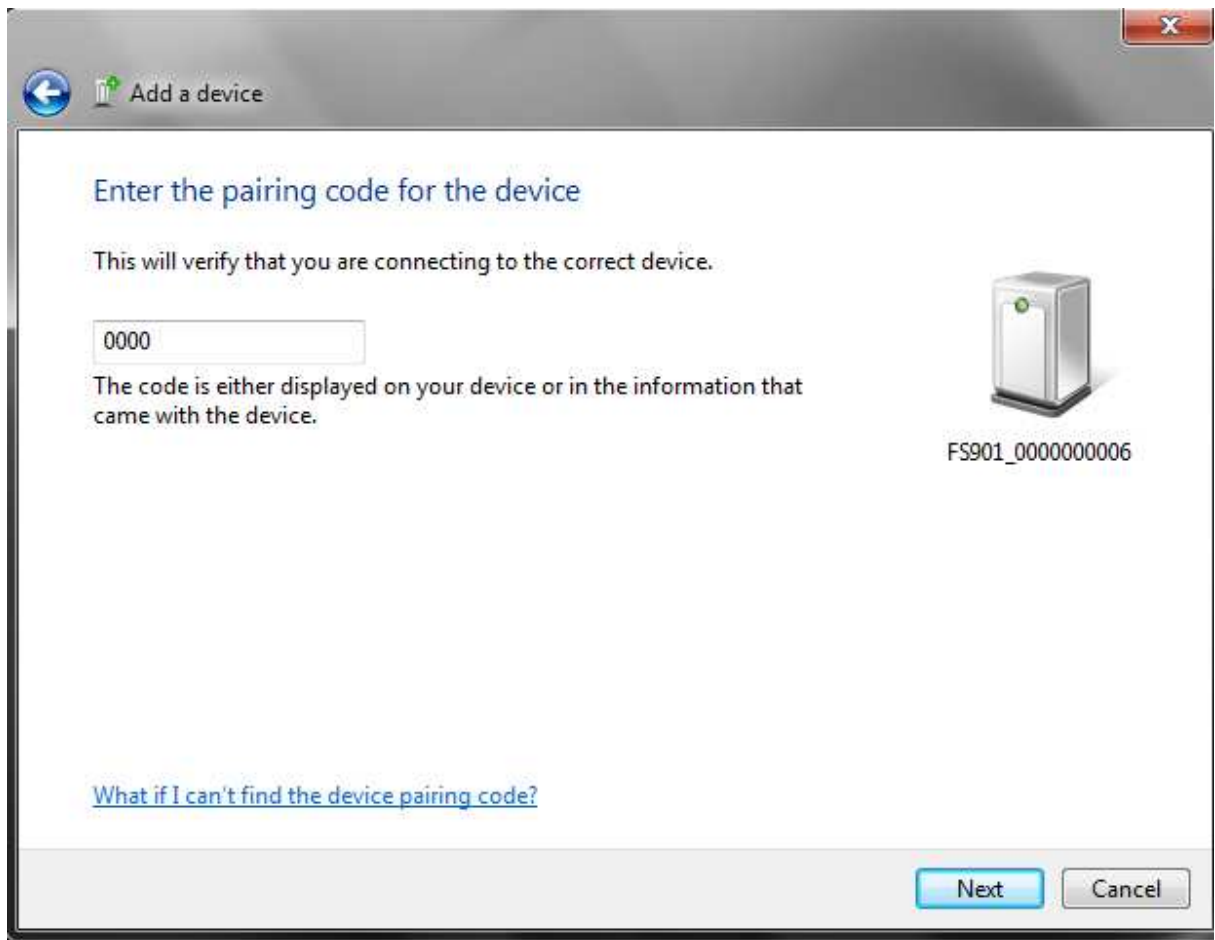 Add a device
Enter the pairing code for the device
This will verify that you are connecting to the correct device.
0000
The code is either displayed on your device or in the information that
came with the device.
FS901_0000000006
What if I can't find the device pairing code?
Next
Cancel